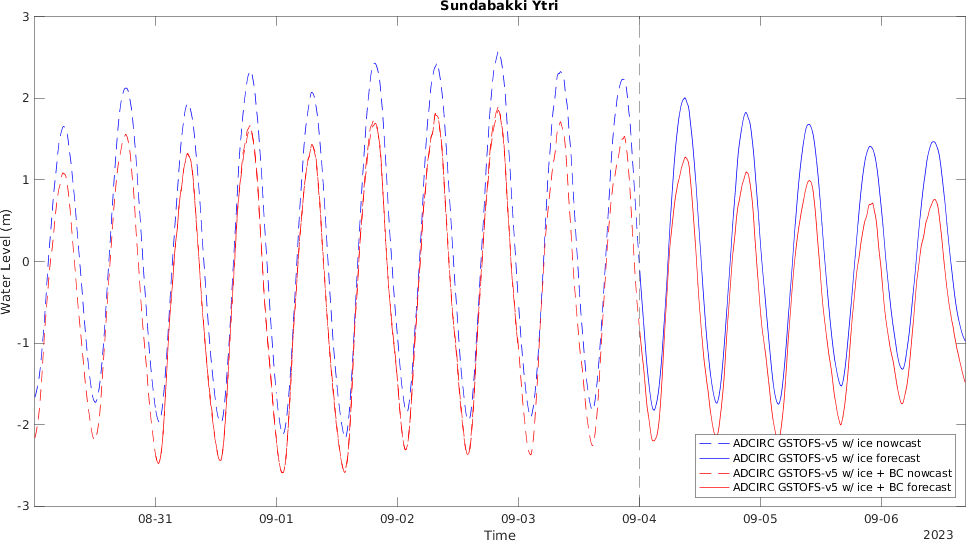 Sundabakki Ytri
3
2
1
0
-1
-2
-3
Water Level (m)
ADCIRC GSTOFS-v5 w/ ice nowcast
ADCIRC GSTOFS-v5 w/ ice forecast
ADCIRC GSTOFS-v5 w/ ice + BC nowcast
ADCIRC GSTOFS-v5 w/ ice + BC forecast
08-31 09-01 09-02 09-03 09-04 09-05 09-06
Time
2023